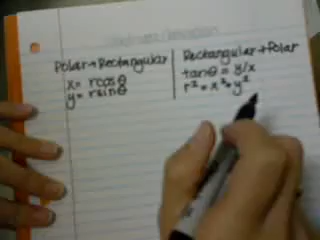 Polar → Rectangular
x = rcosθ
y = rsinθ
Rectangular → Polar
tanθ = y/x
r² = x² + y²